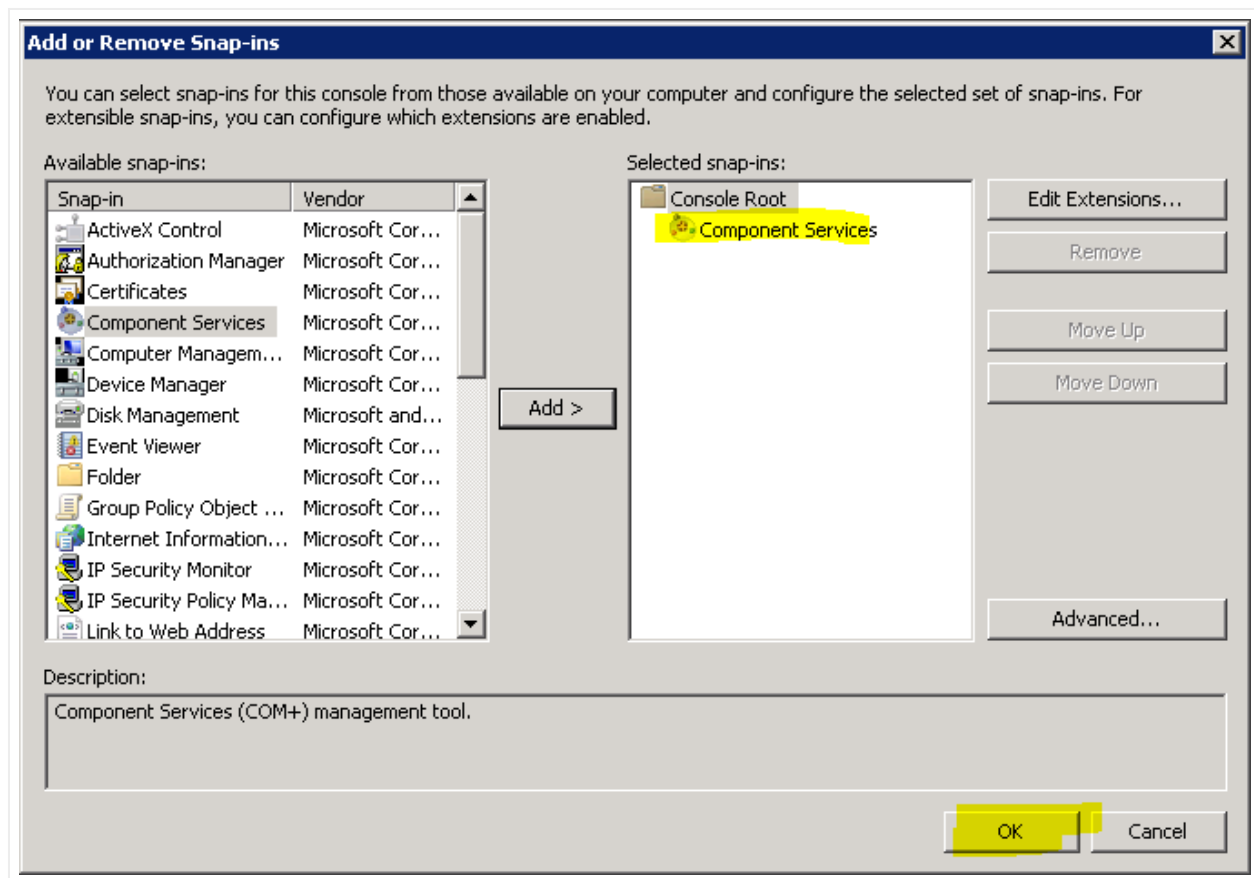 Add or Remove Snap-ins
You can select snap-ins for this console from those available on your computer and configure the selected set of snap-ins. For
extensible snap-ins, you can configure which extensions are enabled.
Available snap-ins:
Snap-in Vendor
ActiveX Control Microsoft Cor...
Authorization Manager Microsoft Cor...
Certificates Microsoft Cor...
Component Services Microsoft Cor...
Computer Managem... Microsoft Cor...
Device Manager Microsoft Cor...
Disk Management Microsoft and...
Event Viewer Microsoft Cor...
Folder Microsoft Cor...
Group Policy Object ... Microsoft Cor...
Internet Information... Microsoft Cor...
IP Security Monitor Microsoft Cor...
IP Security Policy Ma... Microsoft Cor...
Link to Web Address Microsoft Cor...
Add >
Selected snap-ins:
Console Root
Component Services
Edit Extensions...
Remove
Move Up
Move Down
Advanced...
Description:
Component Services (COM+) management tool.
OK
Cancel